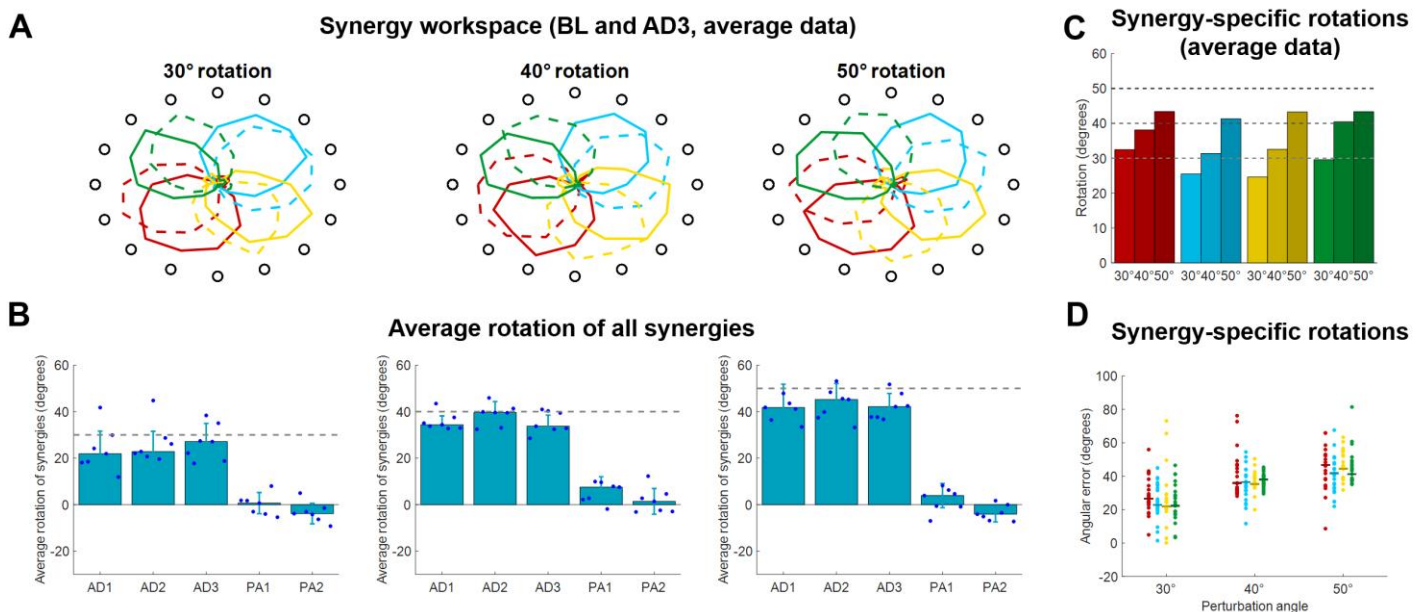 A
Synergy workspace (BL and AD3, average data)
30° rotation
40° rotation
50° rotation
B
Average rotation of all synergies
Average rotation of synergies (degrees)
60
40
20
0
-20
AD1 AD2 AD3 PA1 PA2
Average rotation of synergies (degrees)
60
40
20
0
-20
AD1 AD2 AD3 PA1 PA2
Average rotation of synergies (degrees)
60
40
20
0
-20
AD1 AD2 AD3 PA1 PA2
C
Synergy-specific rotations
(average data)
Rotation (degrees)
60
50
40
30
20
10
0
30°40°50° 30°40°50° 30°40°50° 30°40°50°
D
Synergy-specific rotations
Angular error (degrees)
100
80
60
40
20
0
-20
30° 40° 50°
Perturbation angle